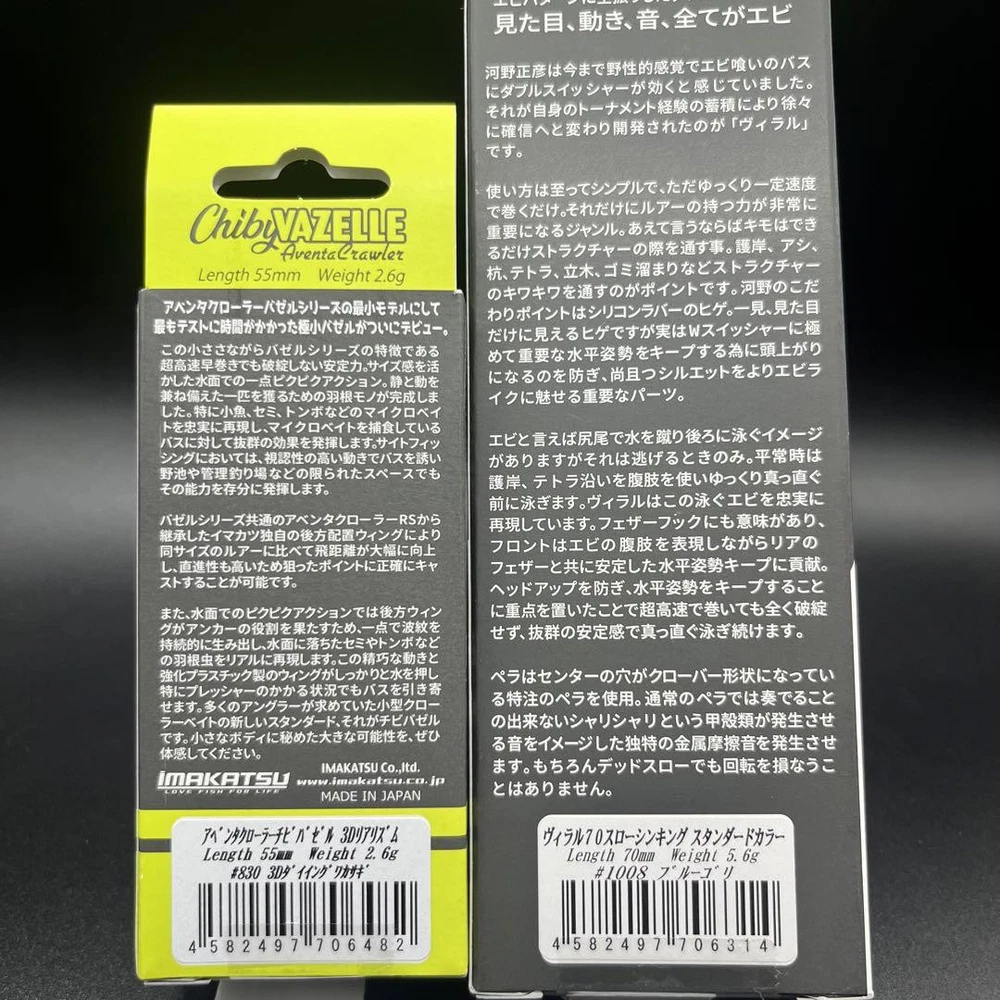 ChibyVAZELLE
AventaCrawler
Length 55mm Weight 2.6g
アベンタクローラーバゼルシリーズの最小モデルにして
最もテストに時間がかかった極小バゼルがついにデビュー。
この小ささながらバゼルシリーズの特徴である
超高速早巻きでも破綻しない安定力。サイズ感を活
かした水面での一点ピクピクアクション。静と動を
兼ね備えた一匹を獲るための羽根モノが完成しまし
た。特に小魚、セミ、トンボなどのマイクロベイ
トを忠実に再現し、マイクロベイトを捕食している
バスに対して抜群の効果を発揮します。サイトフィッ
シングにおいては、視認性の高い動きでバスを誘い
野池や管理釣り場などの限られたスペースでも
その能力を存分に発揮します。
バゼルシリーズ共通のアベンタクローラーRSから
継承したイマカツ独自の後方配置ウィングにより
同サイズのルアーに比べて飛距離が大幅に向上
し、直進性も高いため狙ったポイントに正確にキャ
ストすることが可能です。
また、水面でのピクピクアクションでは後方ウィン
グがアンカーの役割を果たすため、一点で波紋を
持続的に生み出し、水面に落ちたセミやトンボなど
の羽根虫をリアルに再現します。この精巧な動きと
強化プラスチック製のウィングがしっかりと水を押し
特にプレッシャーのかかる状況でもバスを引き寄
せます。多くのアングラーが求めていた小型クロ
ーラーベイトの新しいスタンダード、それがチビバゼル
です。小さなボディに秘めた大きな可能性を、ぜひ
体感してください。
IMAKATSU
LOVE FISH FOR LIFE
IMAKATSU Co.,ltd.
www.imakatsu.co.jp
MADE IN JAPAN
アベンタクローラーチビバゼル 3Dリアリズム
Length 55mm Weight 2.6g
#830 3Dダイイングワカサギ
4 582497 706482
見た目、動き、音、全てがエビ
河野正彦は今まで野性的感覚でエビ喰いのバス
にダブルスイッシャーが効くと感じていました。
それが自身のトーナメント経験の蓄積により徐々
に確信へと変わり開発されたのが「ヴィラル」
です。
使い方は至ってシンプルで、ただゆっくり一定速度
で巻くだけ。それだけにルアーの持つ力が非常に
重要になるジャンル。あえて言うならばキモはでき
るだけストラクチャーの際を通す事。護岸、アシ、
杭、テトラ、立木、ゴミ溜まりなどストラクチャー
のキワキワを通すのがポイントです。河野のこだ
わりポイントはシリコンラバーのヒゲ。一見、見た目
だけに見えるヒゲですが実はWスイッシャーに極
めて重要な水平姿勢をキープする為に頭上がり
になるのを防ぎ、尚且つシルエットをよりエビラ
イクに魅せる重要なパーツ。
エビと言えば尻尾で水を蹴り後ろに泳ぐイメージ
がありますがそれは逃げるときのみ。平常時は
護岸、テトラ沿いを腹肢を使いゆっくり真っ直ぐ
前に泳ぎます。ヴィラルはこの泳ぐエビを忠実に
再現しています。フェザーフックにも意味があり、
フロントはエビの腹肢を表現しながらリアの
フェザーと共に安定した水平姿勢キープに貢献。
ヘッドアップを防ぎ、水平姿勢をキープすること
に重点を置いたことで超高速で巻いても全く破綻
せず、抜群の安定感で真っ直ぐ泳ぎ続けます。
ペラはセンターの穴がクローバー形状になってい
る特注のペラを使用。通常のペラでは奏でること
の出来ないシャリシャリという甲殻類が発生させ
る音をイメージした独特の金属摩擦音を発生させ
ます。もちろんデッドスローでも回転を損なうこ
とはありません。
ヴィラル70スローシンキング スタンダードカラー
Length 70mm Weight 5.6g
#1008 ブルーゴリ
4 582497 706314